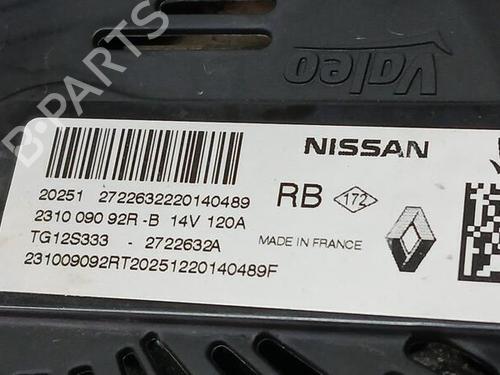 Valeo
B-PARTS
NISSAN
20251 2722632220140489
RB 172
2310 090 92R -B 14V 120A
TG12S333 - 2722632A
MADE IN FRANCE
231009092RT20251220140489F